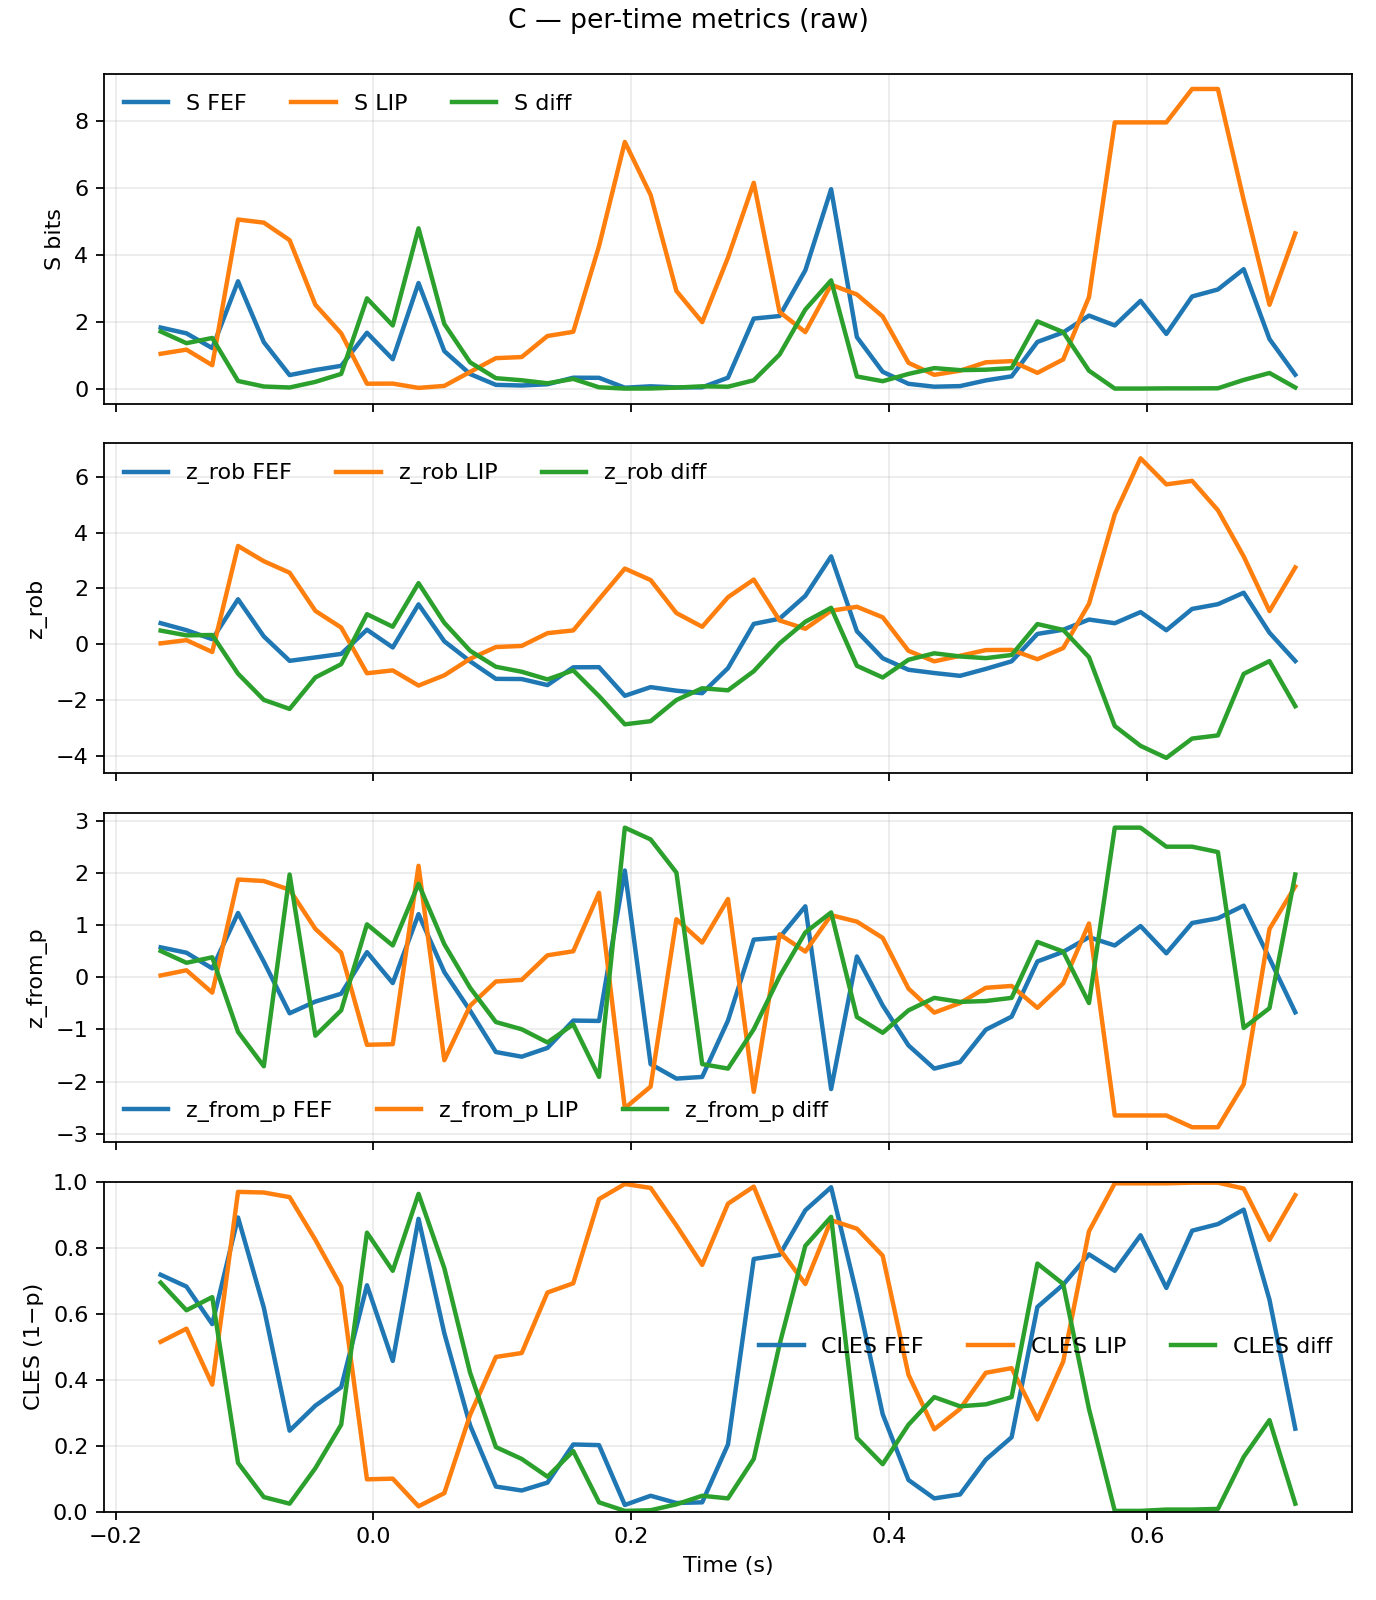 C — per-time metrics (raw)
S FEF S LIP S diff
8
6
4
2
0
S bits
z_rob FEF z_rob LIP z_rob diff
6
4
2
0
−2
−4
z_rob
3
2
1
0
−1
−2
−3
z_from_p
z_from_p FEF z_from_p LIP z_from_p diff
1.0
0.8
0.6
0.4
0.2
0.0
CLES (1−p)
CLES FEF CLES LIP CLES diff
−0.2 0.0 0.2 0.4 0.6
Time (s)